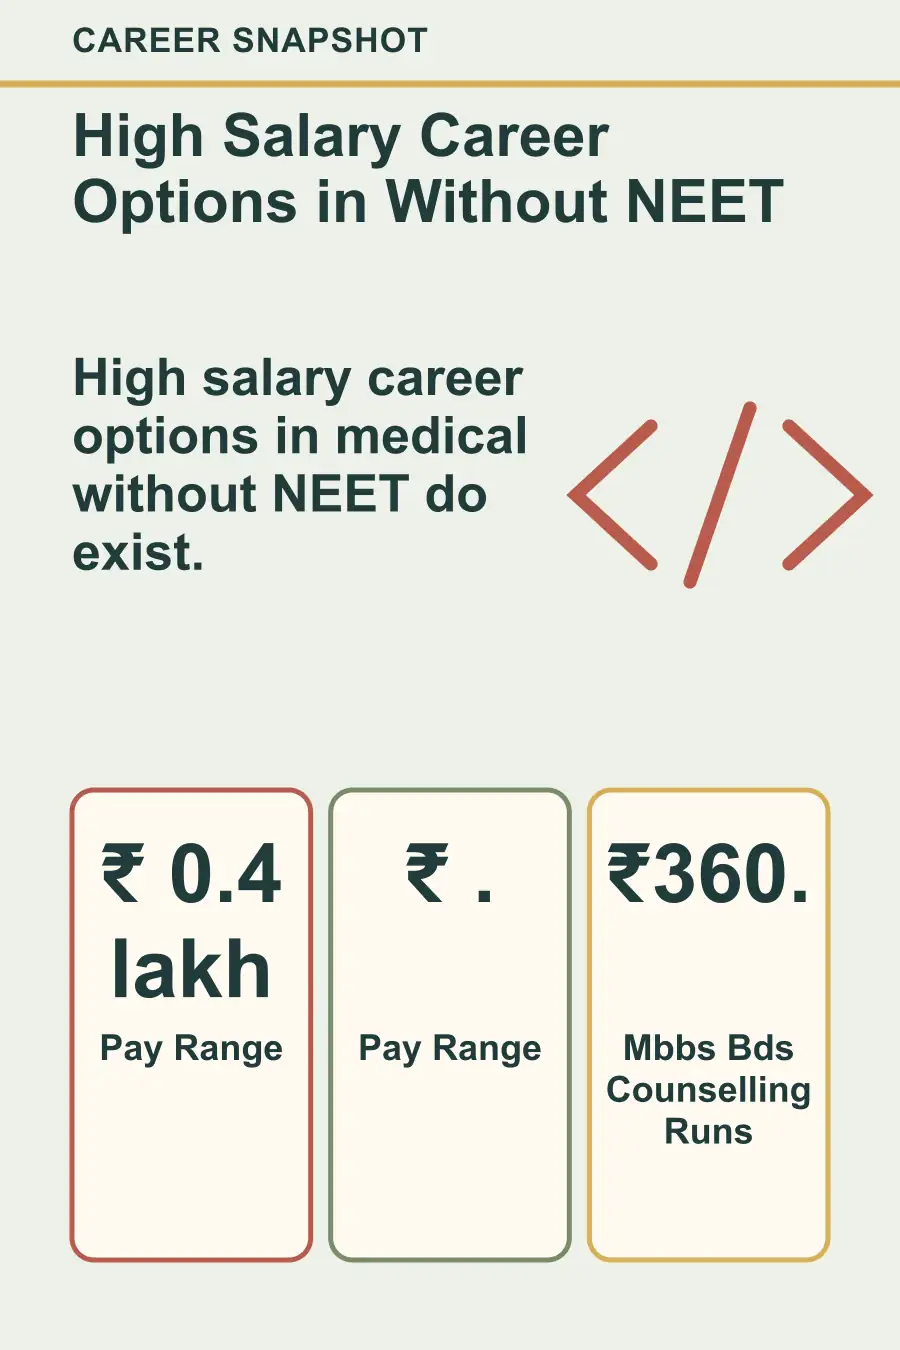 CAREER SNAPSHOT
High Salary Career
Options in Without NEET
High salary career
options in medical
without NEET do
exist.
₹ 0.4
lakh
Pay Range
₹ .
Pay Range
₹360.
Mbbs Bds
Counselling
Runs